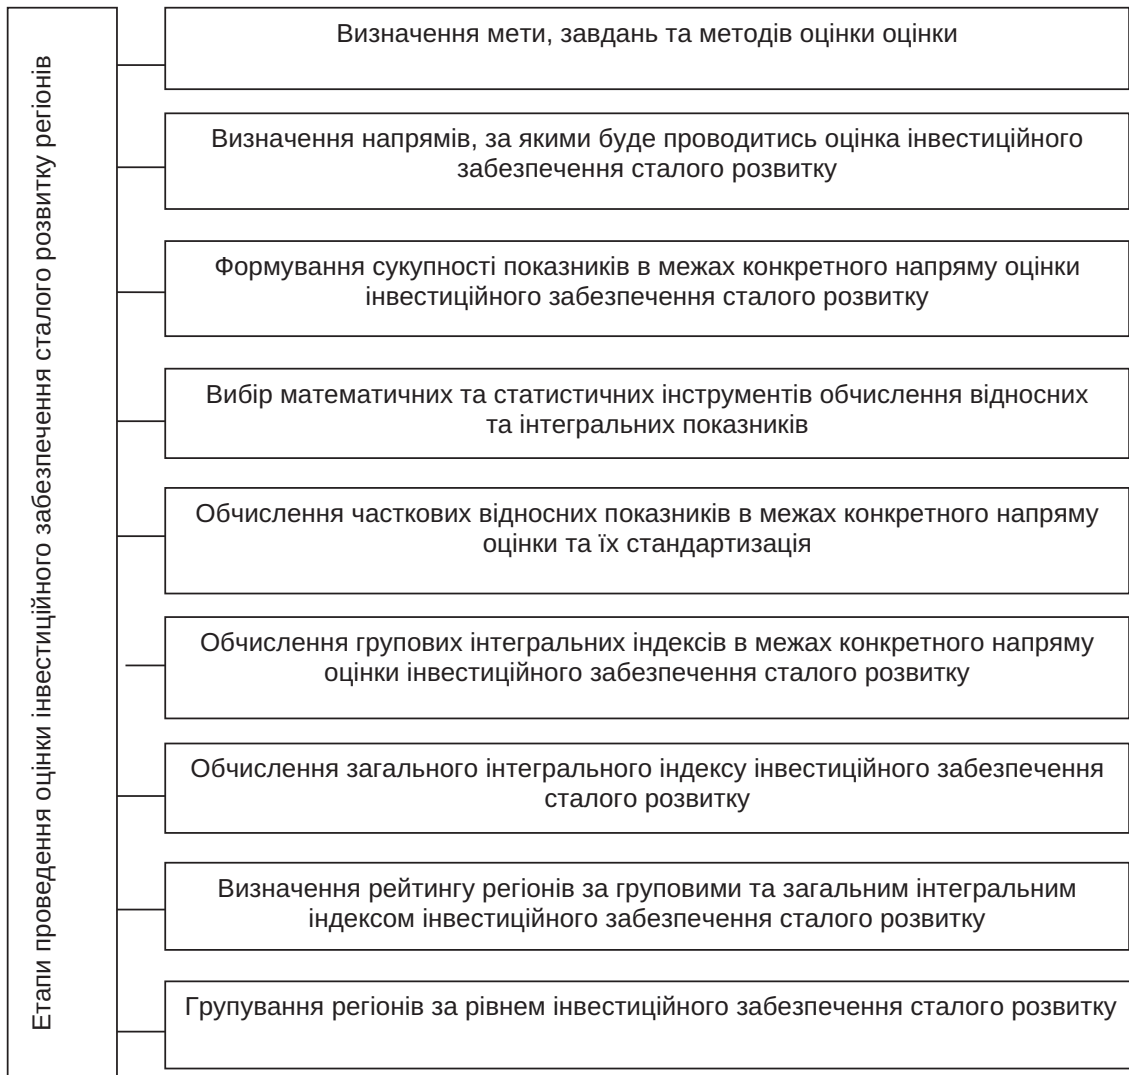 Етапи проведення оцінки інвестиційного забезпечення сталого розвитку регіонів
Визначення мети, завдань та методів оцінки оцінки
Визначення напрямів, за якими буде проводитись оцінка інвестиційного
забезпечення сталого розвитку
Формування сукупності показників в межах конкретного напряму оцінки
інвестиційного забезпечення сталого розвитку
Вибір математичних та статистичних інструментів обчислення відносних
та інтегральних показників
Обчислення часткових відносних показників в межах конкретного напряму
оцінки та їх стандартизація
Обчислення групових інтегральних індексів в межах конкретного напряму
оцінки інвестиційного забезпечення сталого розвитку
Обчислення загального інтегрального індексу інвестиційного забезпечення
сталого розвитку
Визначення рейтингу регіонів за груповими та загальним інтегральним
індексом інвестиційного забезпечення сталого розвитку
Групування регіонів за рівнем інвестиційного забезпечення сталого розвитку